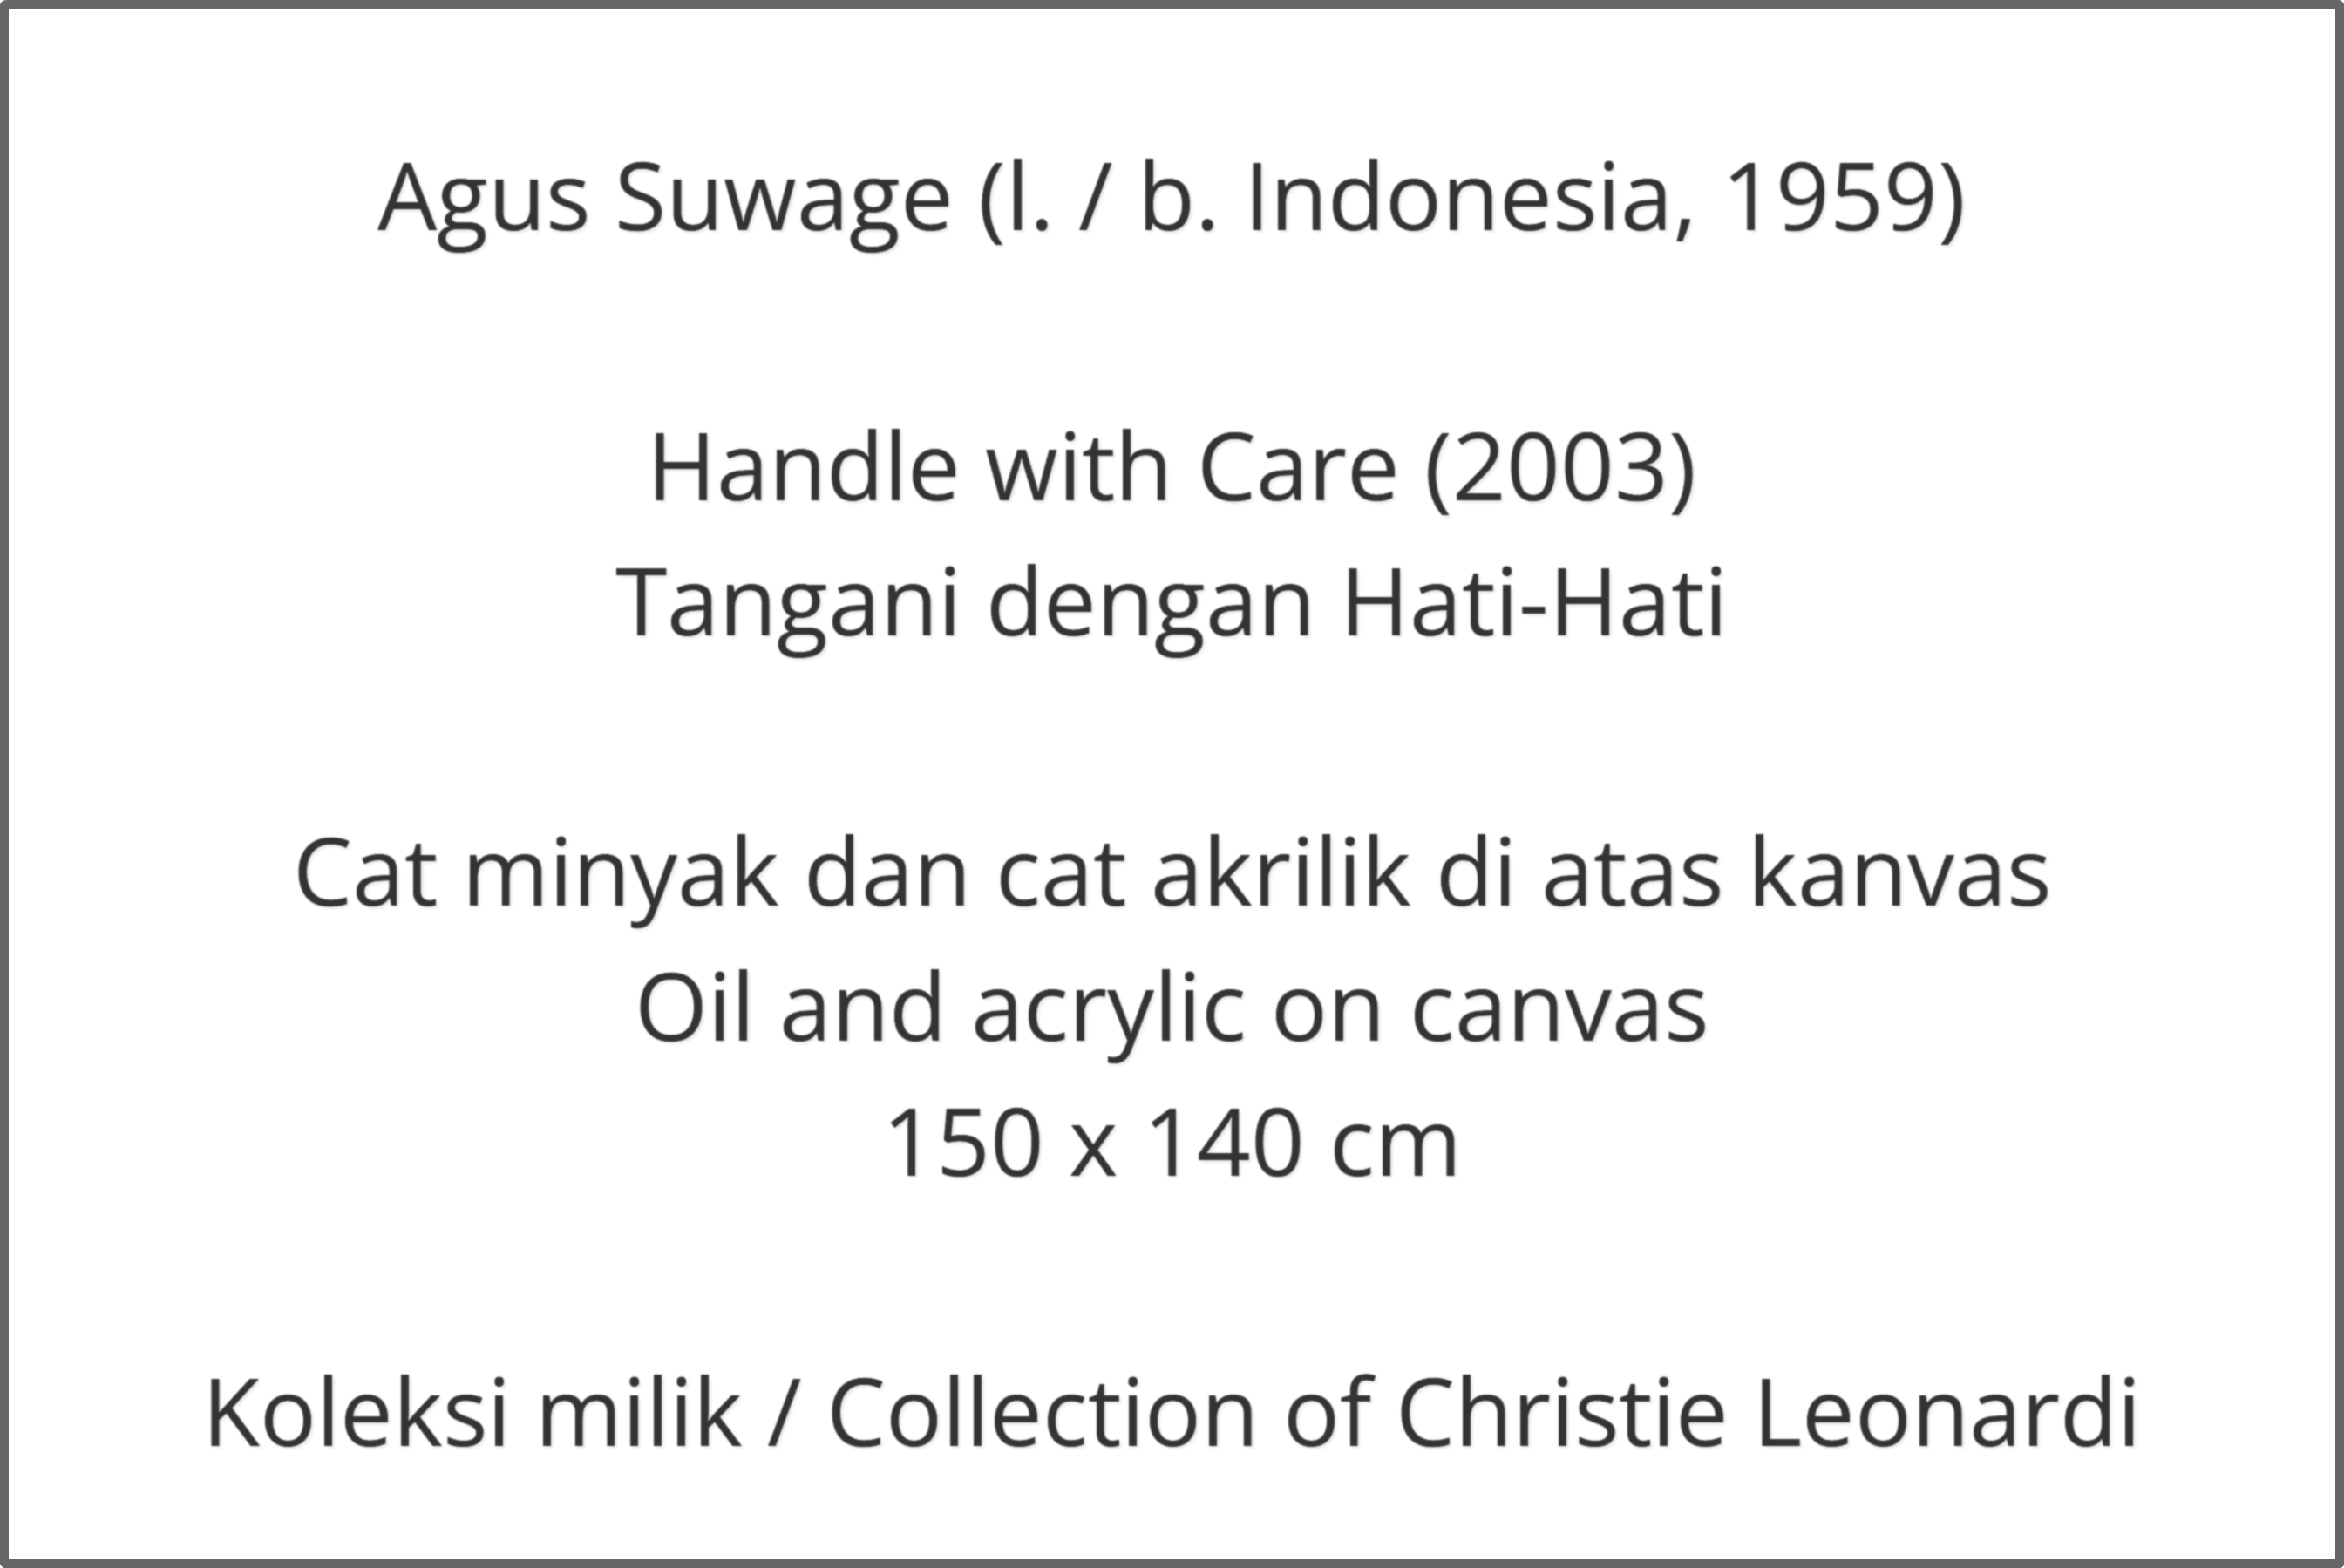 Agus Suwage (l. / b. Indonesia, 1959)
Handle with Care (2003)
Tangani dengan Hati-Hati
Cat minyak dan cat akrilik di atas kanvas
Oil and acrylic on canvas
150 x 140 cm
Koleksi milik / Collection of Christie Leonardi